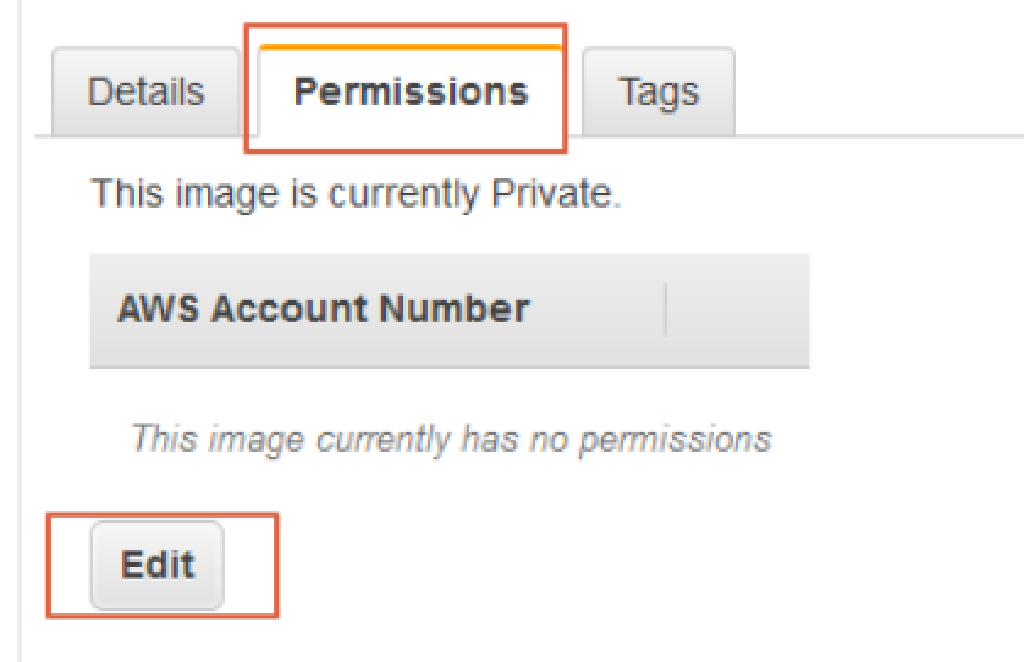 Details Permissions Tags
This image is currently Private.
AWS Account Number
This image currently has no permissions
Edit